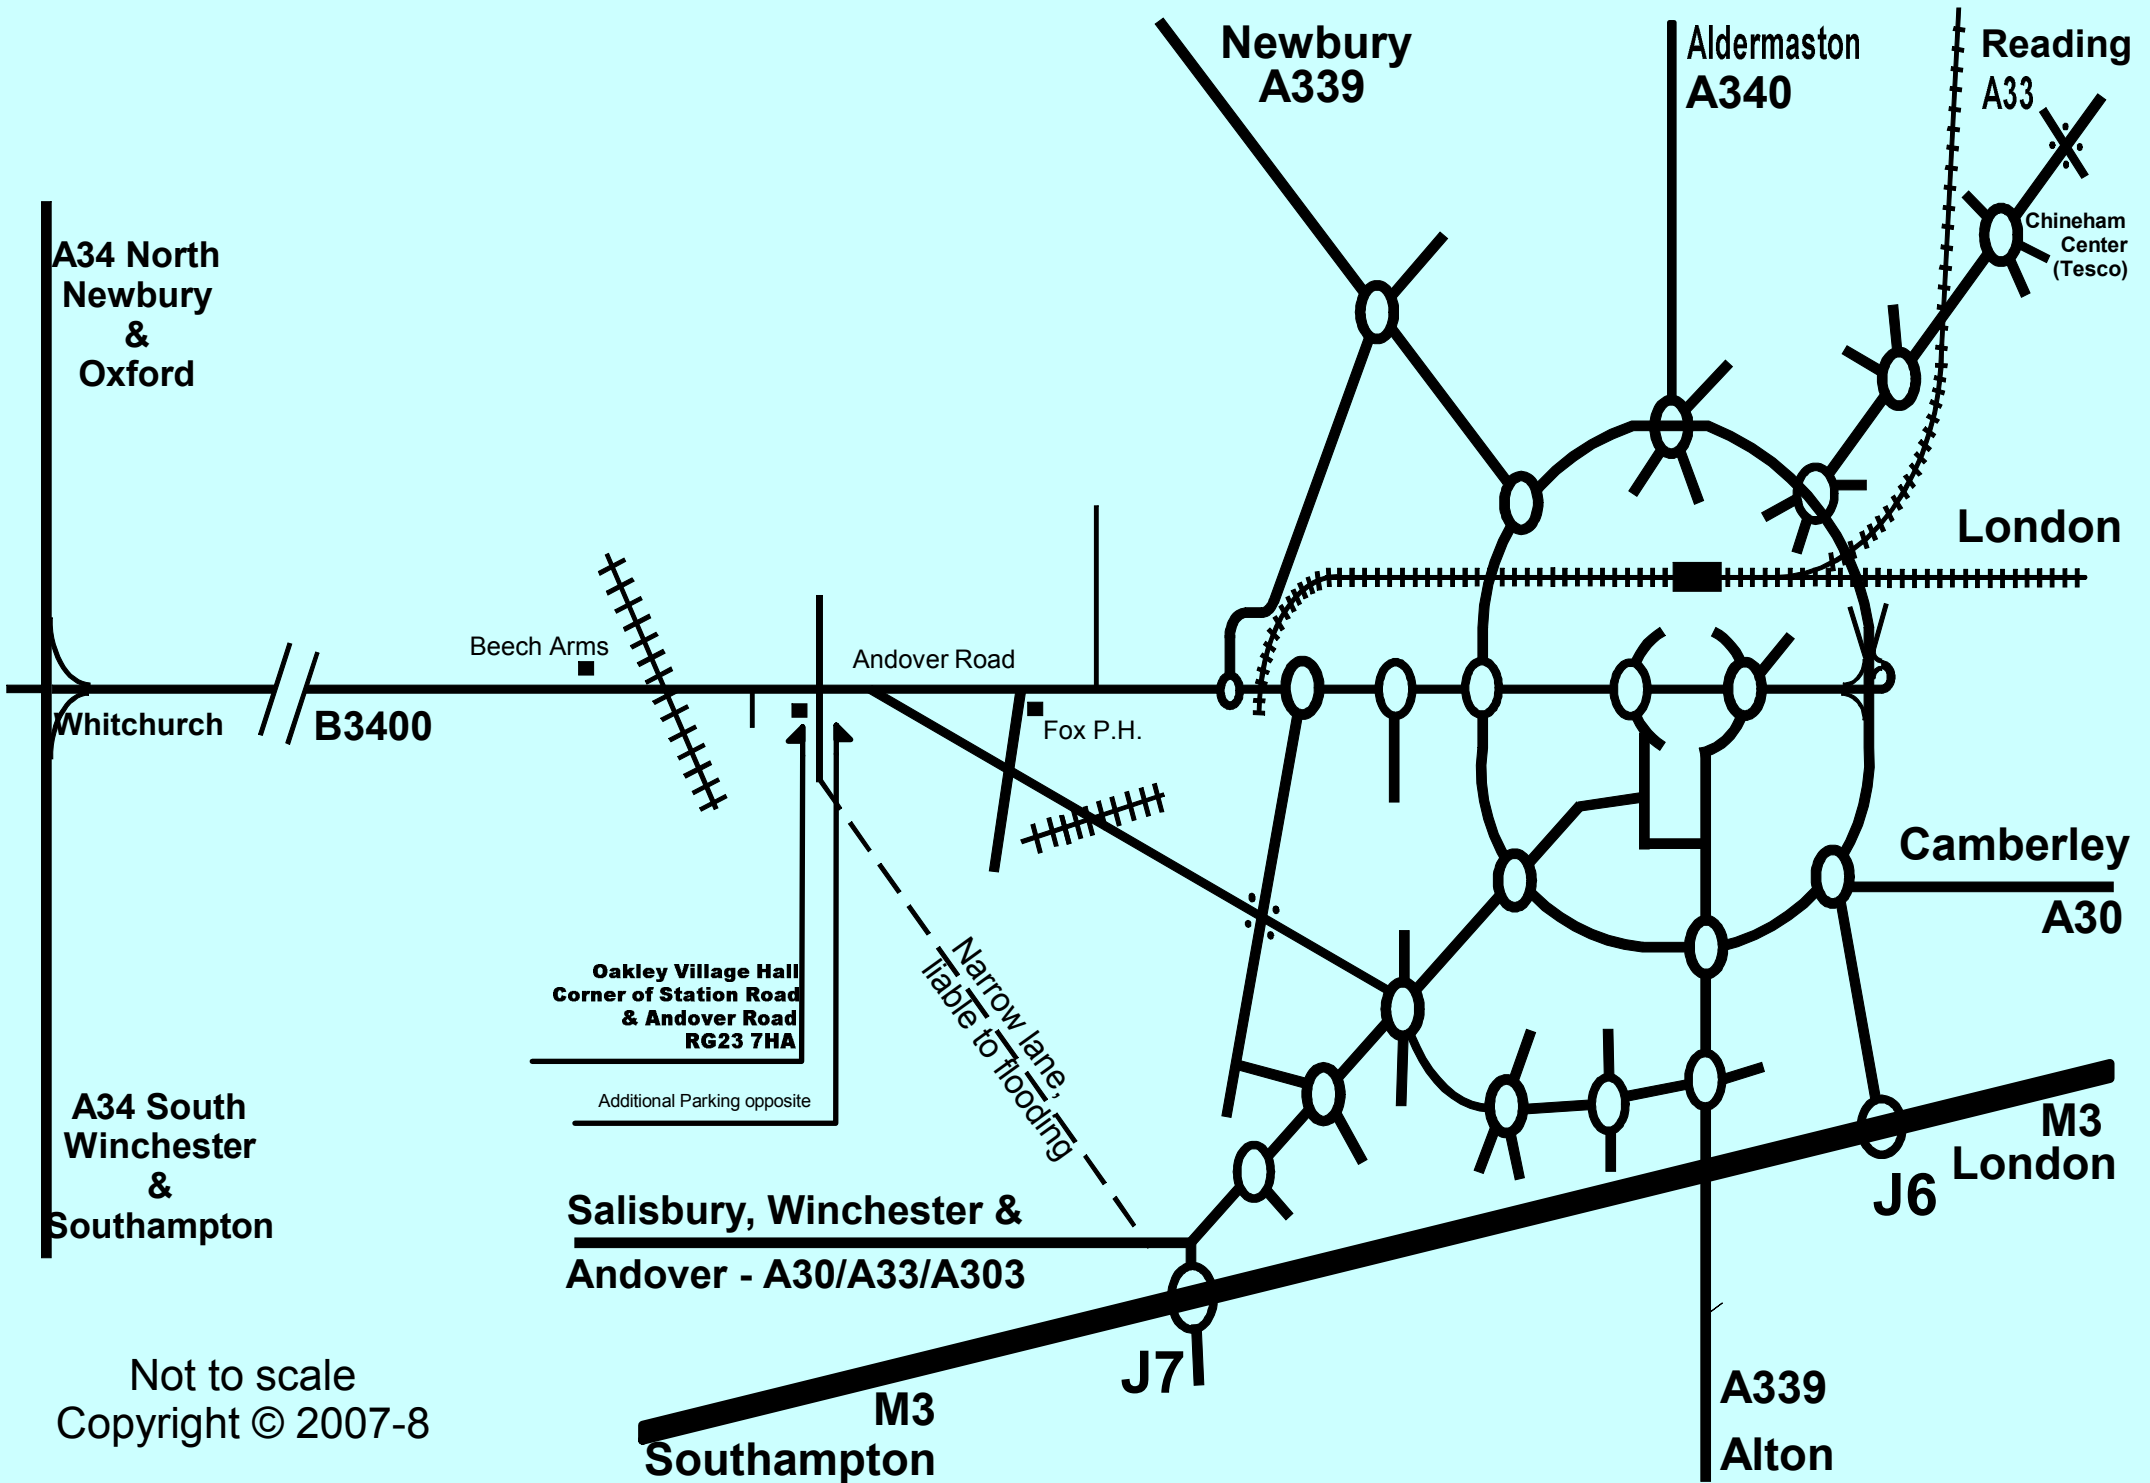 Newbury
A339
Aldermaston
A340
Reading
A33
Chineham
Center
(Tesco)
A34 North
Newbury
&
Oxford
London
Beech Arms
Andover Road
Whitchurch
B3400
Fox P.H.
Camberley
A30
Oakley Village Hall
Corner of Station Road
& Andover Road
RG23 7HA
Narrow lane,
liable to flooding
Additional Parking opposite
A34 South
Winchester
&
Southampton
M3
London
J6
Salisbury, Winchester &
Andover - A30/A33/A303
J7
Not to scale
Copyright © 2007-8
M3
Southampton
A339
Alton